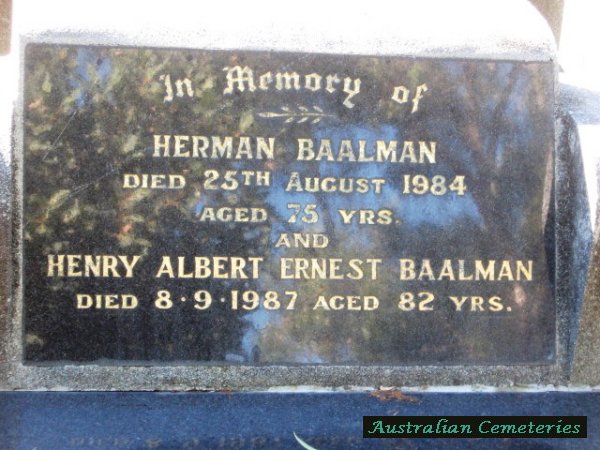 In Memory of
HERMAN BAALMAN
DIED 25TH AUGUST 1984
AGED 75 YRS.
AND
HENRY ALBERT ERNEST BAALMAN
DIED 8·9·1987 AGED 82 YRS.
Australian Cemeteries